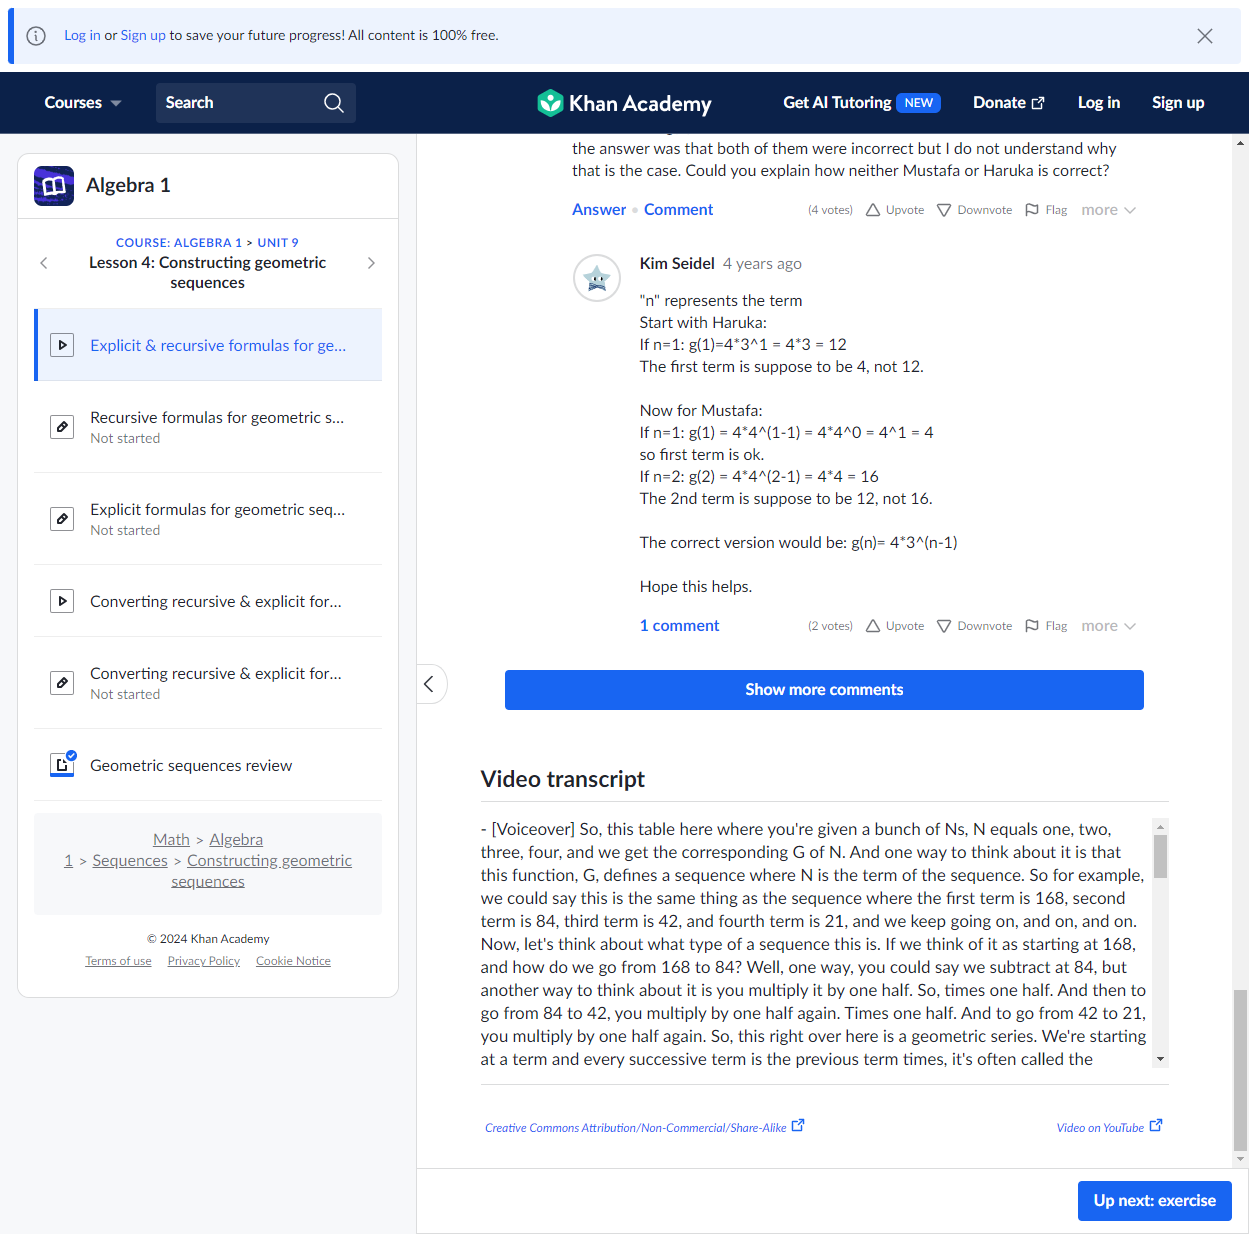 Log in or Sign up to save your future progress! All content is 100% free.
Courses
Search
Khan Academy
Get AI Tutoring NEW
Donate
Log in
Sign up
Algebra 1
COURSE: ALGEBRA 1 > UNIT 9
Lesson 4: Constructing geometric
sequences
Explicit & recursive formulas for ge...
Recursive formulas for geometric s...
Not started
Explicit formulas for geometric seq...
Not started
Converting recursive & explicit for...
Converting recursive & explicit for...
Not started
Geometric sequences review
Math > Algebra
1 > Sequences > Constructing geometric
sequences
© 2024 Khan Academy
Terms of use Privacy Policy Cookie Notice
the answer was that both of them were incorrect but I do not understand why
that is the case. Could you explain how neither Mustafa or Haruka is correct?
Answer • Comment (4 votes) Upvote Downvote Flag more
Kim Seidel 4 years ago
"n" represents the term
Start with Haruka:
If n=1: g(1)=4*3^1 = 4*3 = 12
The first term is suppose to be 4, not 12.
Now for Mustafa:
If n=1: g(1) = 4*4^(1-1) = 4*4^0 = 4^1 = 4
so first term is ok.
If n=2: g(2) = 4*4^(2-1) = 4*4 = 16
The 2nd term is suppose to be 12, not 16.
The correct version would be: g(n)= 4*3^(n-1)
Hope this helps.
1 comment (2 votes) Upvote Downvote Flag more
Show more comments
Video transcript
- [Voiceover] So, this table here where you're given a bunch of Ns, N equals one, two,
three, four, and we get the corresponding G of N. And one way to think about it is that
this function, G, defines a sequence where N is the term of the sequence. So for example,
we could say this is the same thing as the sequence where the first term is 168, second
term is 84, third term is 42, and fourth term is 21, and we keep going on, and on, and on.
Now, let's think about what type of a sequence this is. If we think of it as starting at 168,
and how do we go from 168 to 84? Well, one way, you could say we subtract at 84, but
another way to think about it is you multiply it by one half. So, times one half. And then to
go from 84 to 42, you multiply by one half again. Times one half. And to go from 42 to 21,
you multiply by one half again. So, this right over here is a geometric series. We're starting
at a term and every successive term is the previous term times, it's often called the
Creative Commons Attribution/Non-Commercial/Share-Alike
Video on YouTube
Up next: exercise